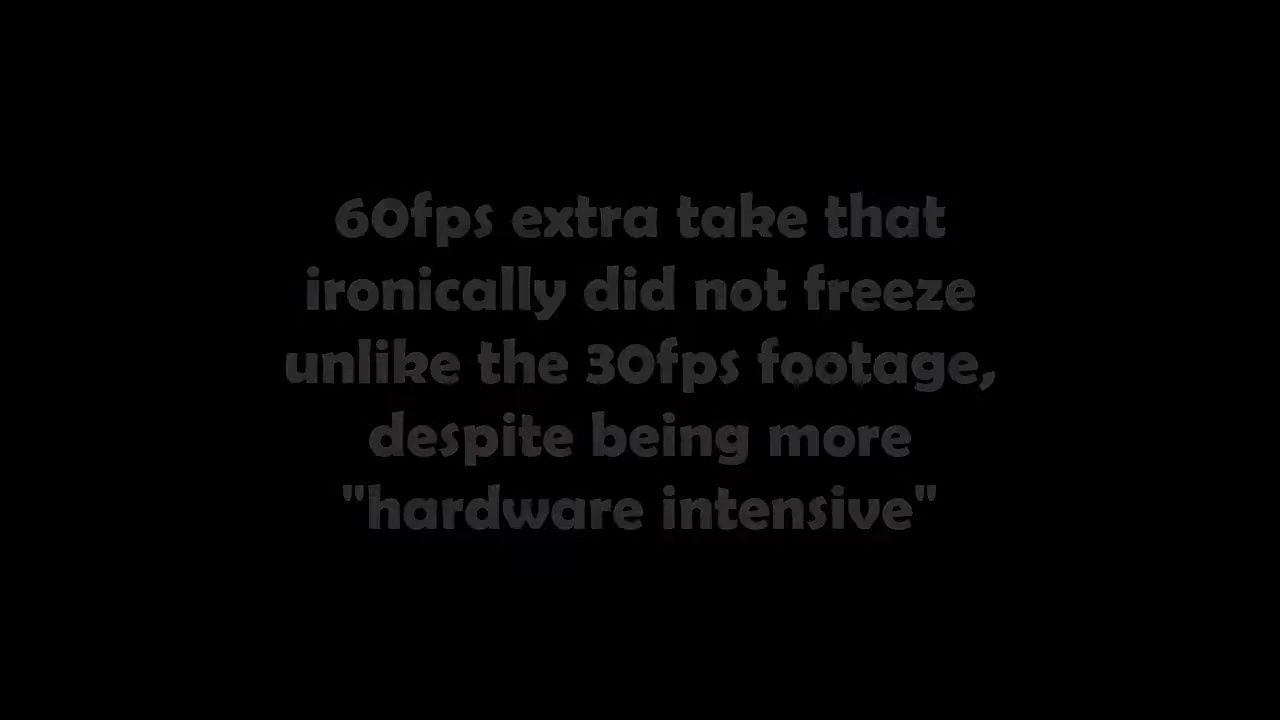 60fps extra take that
ironically did not freeze
unlike the 30fps footage,
despite being more
"hardware intensive"